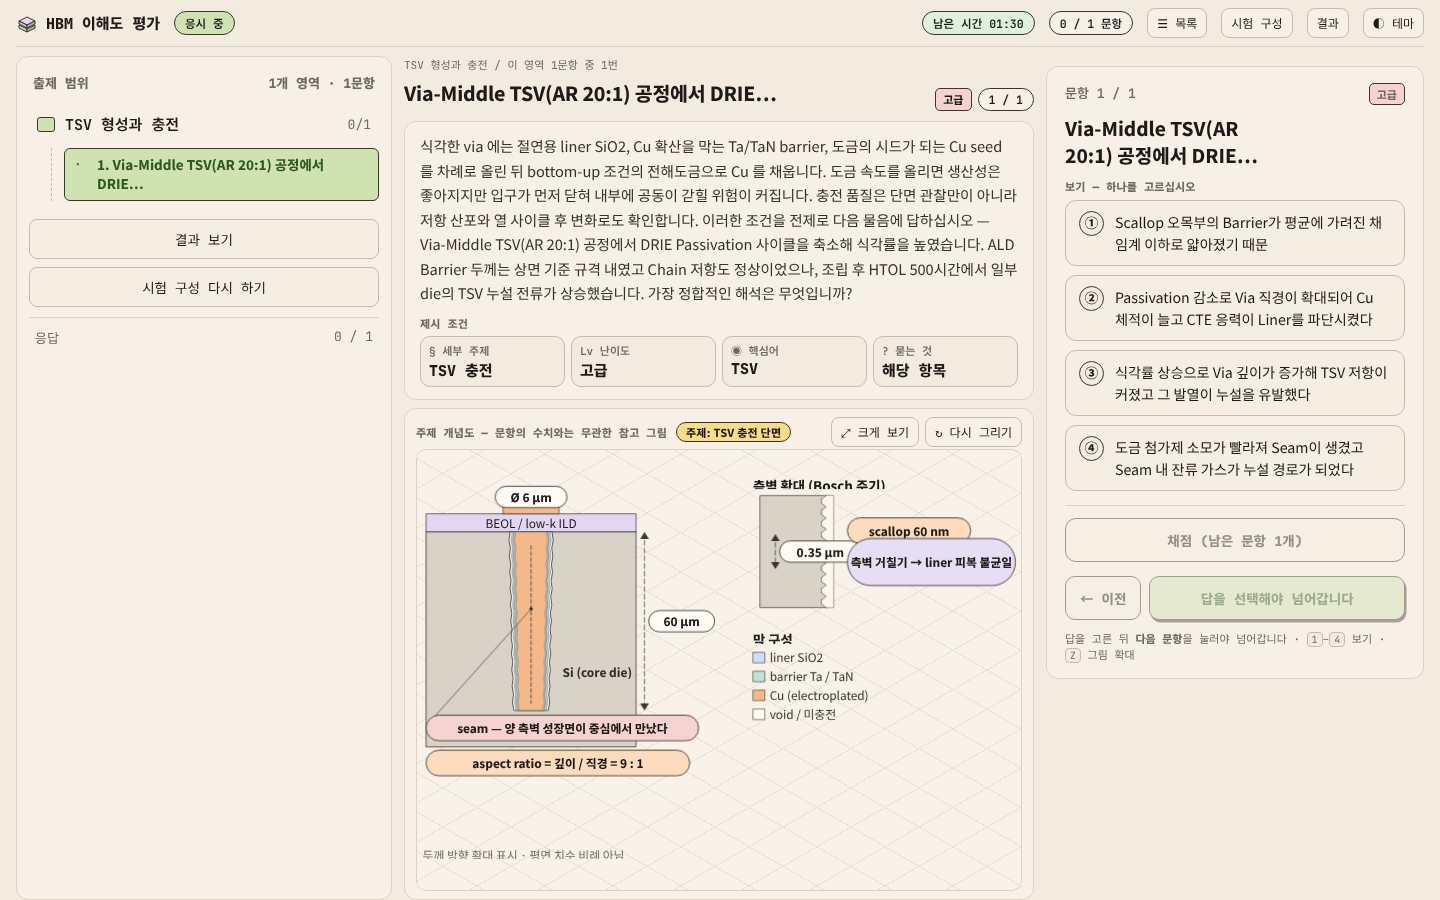 HBM 이해도 평가
응시 중
남은 시간 01:30
0 / 1 문항
☰ 목록
시험 구성
결과
◐ 테마
출제 범위
1개 영역 · 1문항
TSV 형성과 충전
0/1
· 1. Via-Middle TSV(AR 20:1) 공정에서
DRIE…
결과 보기
시험 구성 다시 하기
응답
0 / 1
TSV 형성과 충전 / 이 영역 1문항 중 1번
Via-Middle TSV(AR 20:1) 공정에서 DRIE…
고급
1 / 1
식각한 via 에는 절연용 liner SiO2, Cu 확산을 막는 Ta/TaN barrier, 도금의 시드가 되는 Cu seed
를 차례로 올린 뒤 bottom-up 조건의 전해도금으로 Cu 를 채웁니다. 도금 속도를 올리면 생산성은
좋아지지만 입구가 먼저 닫혀 내부에 공동이 갇힐 위험이 커집니다. 충전 품질은 단면 관찰만이 아니라
저항 산포와 열 사이클 후 변화로도 확인합니다. 이러한 조건을 전제로 다음 물음에 답하십시오 —
Via-Middle TSV(AR 20:1) 공정에서 DRIE Passivation 사이클을 축소해 식각률을 높였습니다. ALD
Barrier 두께는 상면 기준 규격 내였고 Chain 저항도 정상이었으나, 조립 후 HTOL 500시간에서 일부
die의 TSV 누설 전류가 상승했습니다. 가장 정합적인 해석은 무엇입니까?
제시 조건
§ 세부 주제
TSV 충전
Lv 난이도
고급
◉ 핵심어
TSV
? 묻는 것
해당 항목
주제 개념도 — 문항의 수치와는 무관한 참고 그림
주제: TSV 충전 단면
⤢ 크게 보기
↻ 다시 그리기
Ø 6 µm
BEOL / low-k ILD
60 µm
Si (core die)
seam — 양 측벽 성장면이 중심에서 만났다
aspect ratio = 깊이 / 직경 = 9 : 1
측벽 확대 (Bosch 주기)
scallop 60 nm
0.35 µm
측벽 거칠기 → liner 피복 불균일
막 구성
liner SiO2
barrier Ta / TaN
Cu (electroplated)
void / 미충전
두께 방향 확대 표시 · 평면 치수 비례 아님
문항 1 / 1
고급
Via-Middle TSV(AR
20:1) 공정에서 DRIE…
보기 — 하나를 고르십시오
① Scallop 오목부의 Barrier가 평균에 가려진 채
임계 이하로 얇아졌기 때문
② Passivation 감소로 Via 직경이 확대되어 Cu
체적이 늘고 CTE 응력이 Liner를 파단시켰다
③ 식각률 상승으로 Via 깊이가 증가해 TSV 저항이
커졌고 그 발열이 누설을 유발했다
④ 도금 첨가제 소모가 빨라져 Seam이 생겼고
Seam 내 잔류 가스가 누설 경로가 되었다
채점 (남은 문항 1개)
← 이전
답을 선택해야 넘어갑니다
답을 고른 뒤 다음 문항을 눌러야 넘어갑니다 · 1–4 보기 ·
Z 그림 확대